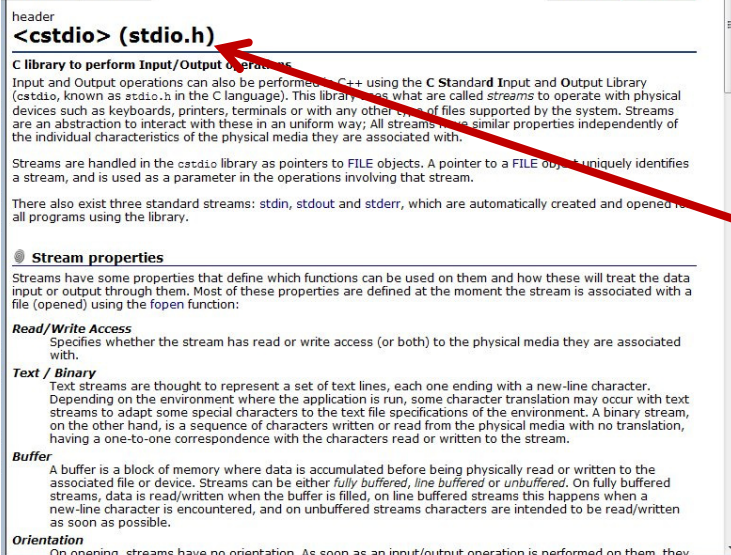 header
<cstdio> (stdio.h)
C library to perform Input/Output operations
Input and Output operations can also be performed in C++ using the C Standard Input and Output Library
(cstdio, known as stdio.h in the C language). This library uses what are called streams to operate with physical
devices such as keyboards, printers, terminals or with any other type of files supported by the system. Streams
are an abstraction to interact with these in an uniform way; All streams have similar properties independently of
the individual characteristics of the physical media they are associated with.
Streams are handled in the cstdio library as pointers to FILE objects. A pointer to a FILE object uniquely identifies
a stream, and is used as a parameter in the operations involving that stream.
There also exist three standard streams: stdin, stdout and stderr, which are automatically created and opened for
all programs using the library.
Stream properties
Streams have some properties that define which functions can be used on them and how these will treat the data
input or output through them. Most of these properties are defined at the moment the stream is associated with a
file (opened) using the fopen function:
Read/Write Access
Specifies whether the stream has read or write access (or both) to the physical media they are associated
with.
Text / Binary
Text streams are thought to represent a set of text lines, each one ending with a new-line character.
Depending on the environment where the application is run, some character translation may occur with text
streams to adapt some special characters to the text file specifications of the environment. A binary stream,
on the other hand, is a sequence of characters written or read from the physical media with no translation,
having a one-to-one correspondence with the characters read or written to the stream.
Buffer
A buffer is a block of memory where data is accumulated before being physically read or written to the
associated file or device. Streams can be either fully buffered, line buffered or unbuffered. On fully buffered
streams, data is read/written when the buffer is filled, on line buffered streams this happens when a
new-line character is encountered, and on unbuffered streams characters are intended to be read/written
as soon as possible.
Orientation
On opening, streams have no orientation. As soon as an input/output operation is performed on them, they